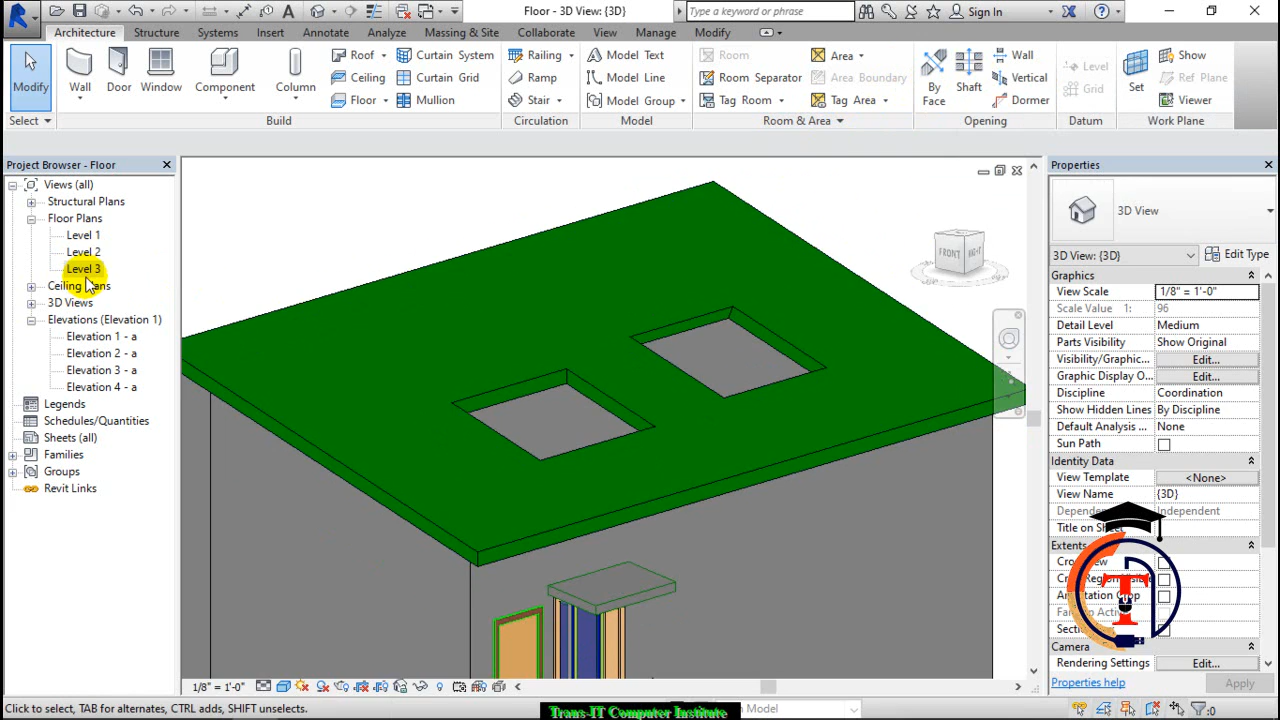 Floor - 3D View: {3D}
Type a keyword or phrase
Sign In
Architecture Structure Systems Insert Annotate Analyze Massing & Site Collaborate View Manage Modify
Modify
Select
Wall
Door
Window
Component
Column
Roof
Ceiling
Floor
Curtain System
Curtain Grid
Mullion
Build
Railing
Ramp
Stair
Circulation
Model Text
Model Line
Model Group
Model
Room
Room Separator
Tag Room
Area
Area Boundary
Tag Area
Room & Area
By Face
Shaft
Wall
Vertical
Dormer
Opening
Level
Grid
Datum
Set
Show
Ref Plane
Viewer
Work Plane
Project Browser - Floor
Views (all)
Structural Plans
Floor Plans
Level 1
Level 2
Level 3
Ceiling Plans
3D Views
Elevations (Elevation 1)
Elevation 1 - a
Elevation 2 - a
Elevation 3 - a
Elevation 4 - a
Legends
Schedules/Quantities
Sheets (all)
Families
Groups
Revit Links
RIGHT
Properties
3D View
3D View: {3D}
Edit Type
Graphics
View Scale 1/8" = 1'-0"
Scale Value 1: 96
Detail Level Medium
Parts Visibility Show Original
Visibility/Graphic... Edit...
Graphic Display O... Edit...
Discipline Coordination
Show Hidden Lines By Discipline
Default Analysis ... None
Sun Path
Identity Data
View Template <None>
View Name {3D}
Independent
Title on
Extents
Camera
Rendering Settings Edit...
Properties help
Apply
1/8" = 1'-0"
Click to select, TAB for alternates, CTRL adds, SHIFT unselects.
Trans-IT Computer Institute
Model
:0